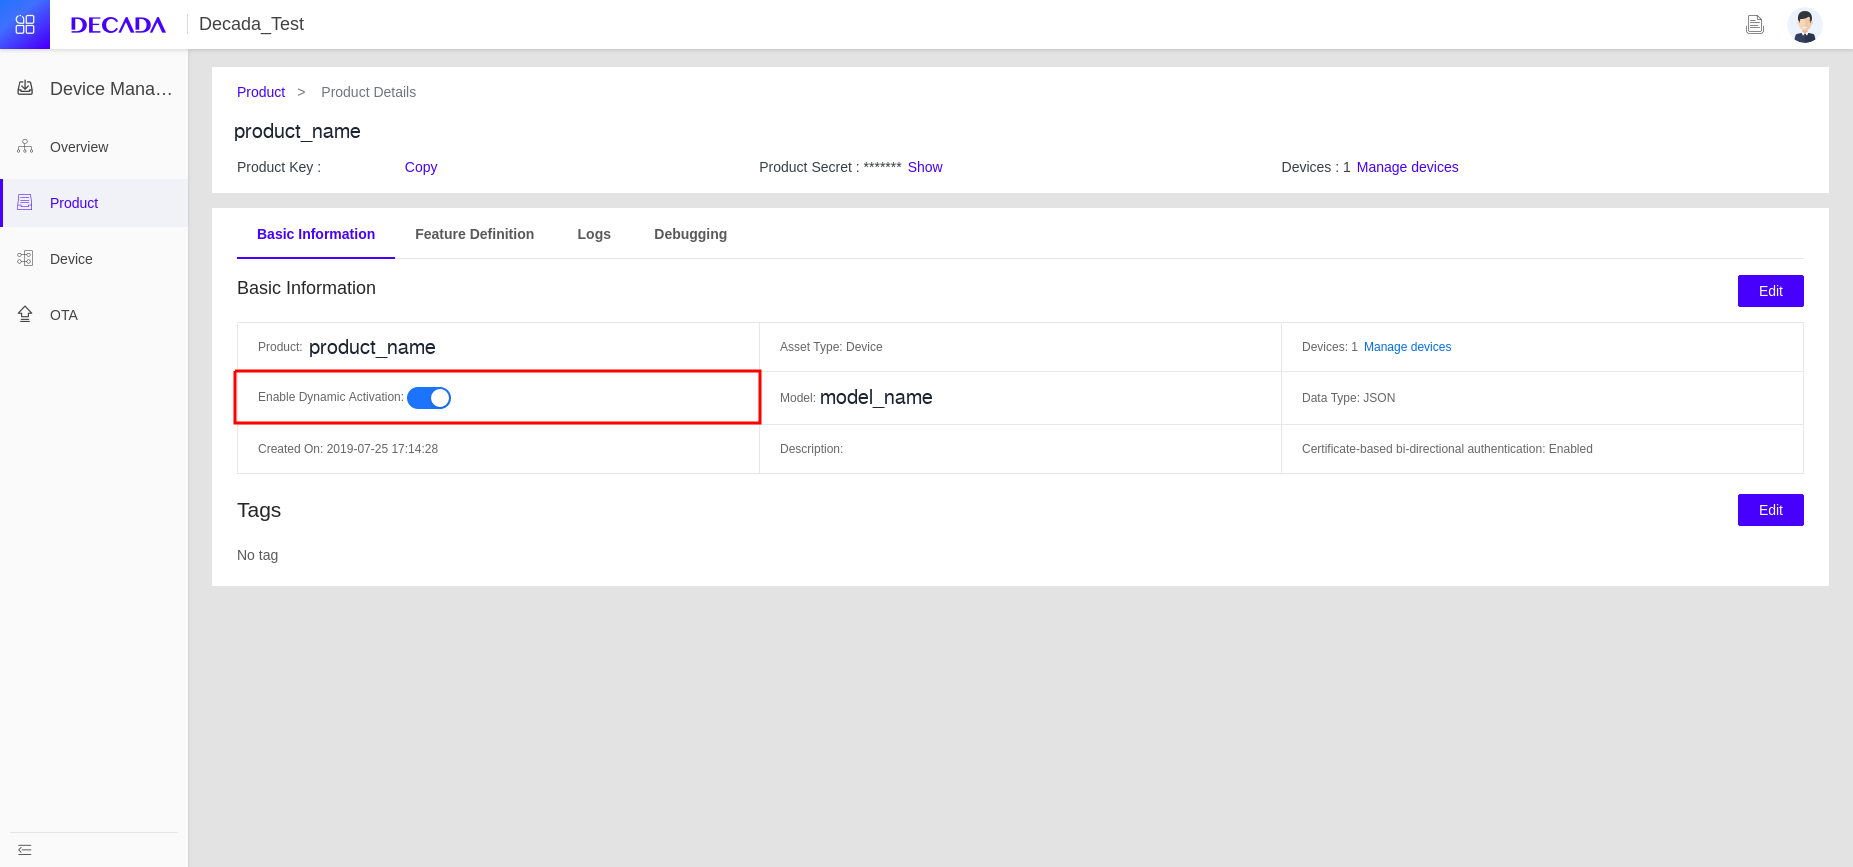 DECADA
Decada_Test
Device Mana...
Overview
Product
Device
OTA
Product > Product Details
product_name
Product Key : Copy
Product Secret : ******* Show
Devices : 1 Manage devices
Basic Information Feature Definition Logs Debugging
Basic Information
Edit
Product: product_name
Asset Type: Device
Devices: 1 Manage devices
Enable Dynamic Activation:
Model: model_name
Data Type: JSON
Created On: 2019-07-25 17:14:28
Description:
Certificate-based bi-directional authentication: Enabled
Tags
Edit
No tag